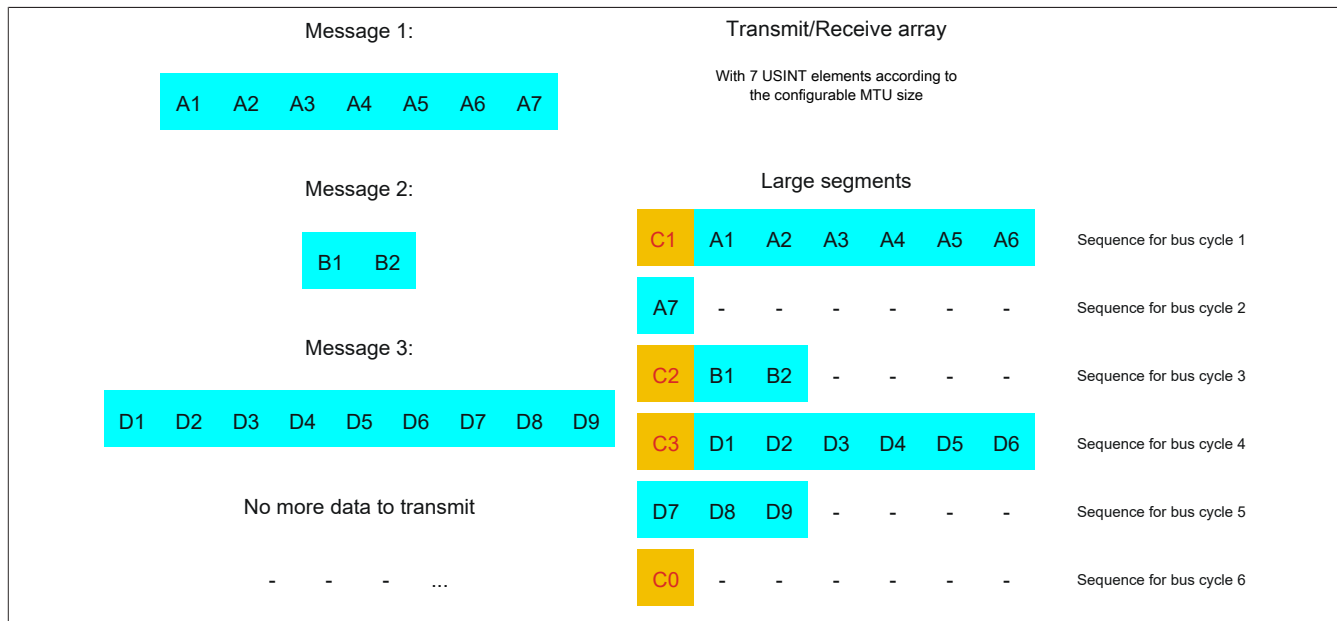 Message 1:
A1 A2 A3 A4 A5 A6 A7
Message 2:
B1 B2
Message 3:
D1 D2 D3 D4 D5 D6 D7 D8 D9
No more data to transmit
- - - ...
Transmit/Receive array
With 7 USINT elements according to
the configurable MTU size
Large segments
C1 A1 A2 A3 A4 A5 A6 Sequence for bus cycle 1
A7 - - - - - - Sequence for bus cycle 2
C2 B1 B2 - - - - Sequence for bus cycle 3
C3 D1 D2 D3 D4 D5 D6 Sequence for bus cycle 4
D7 D8 D9 - - - - Sequence for bus cycle 5
C0 - - - - - - Sequence for bus cycle 6